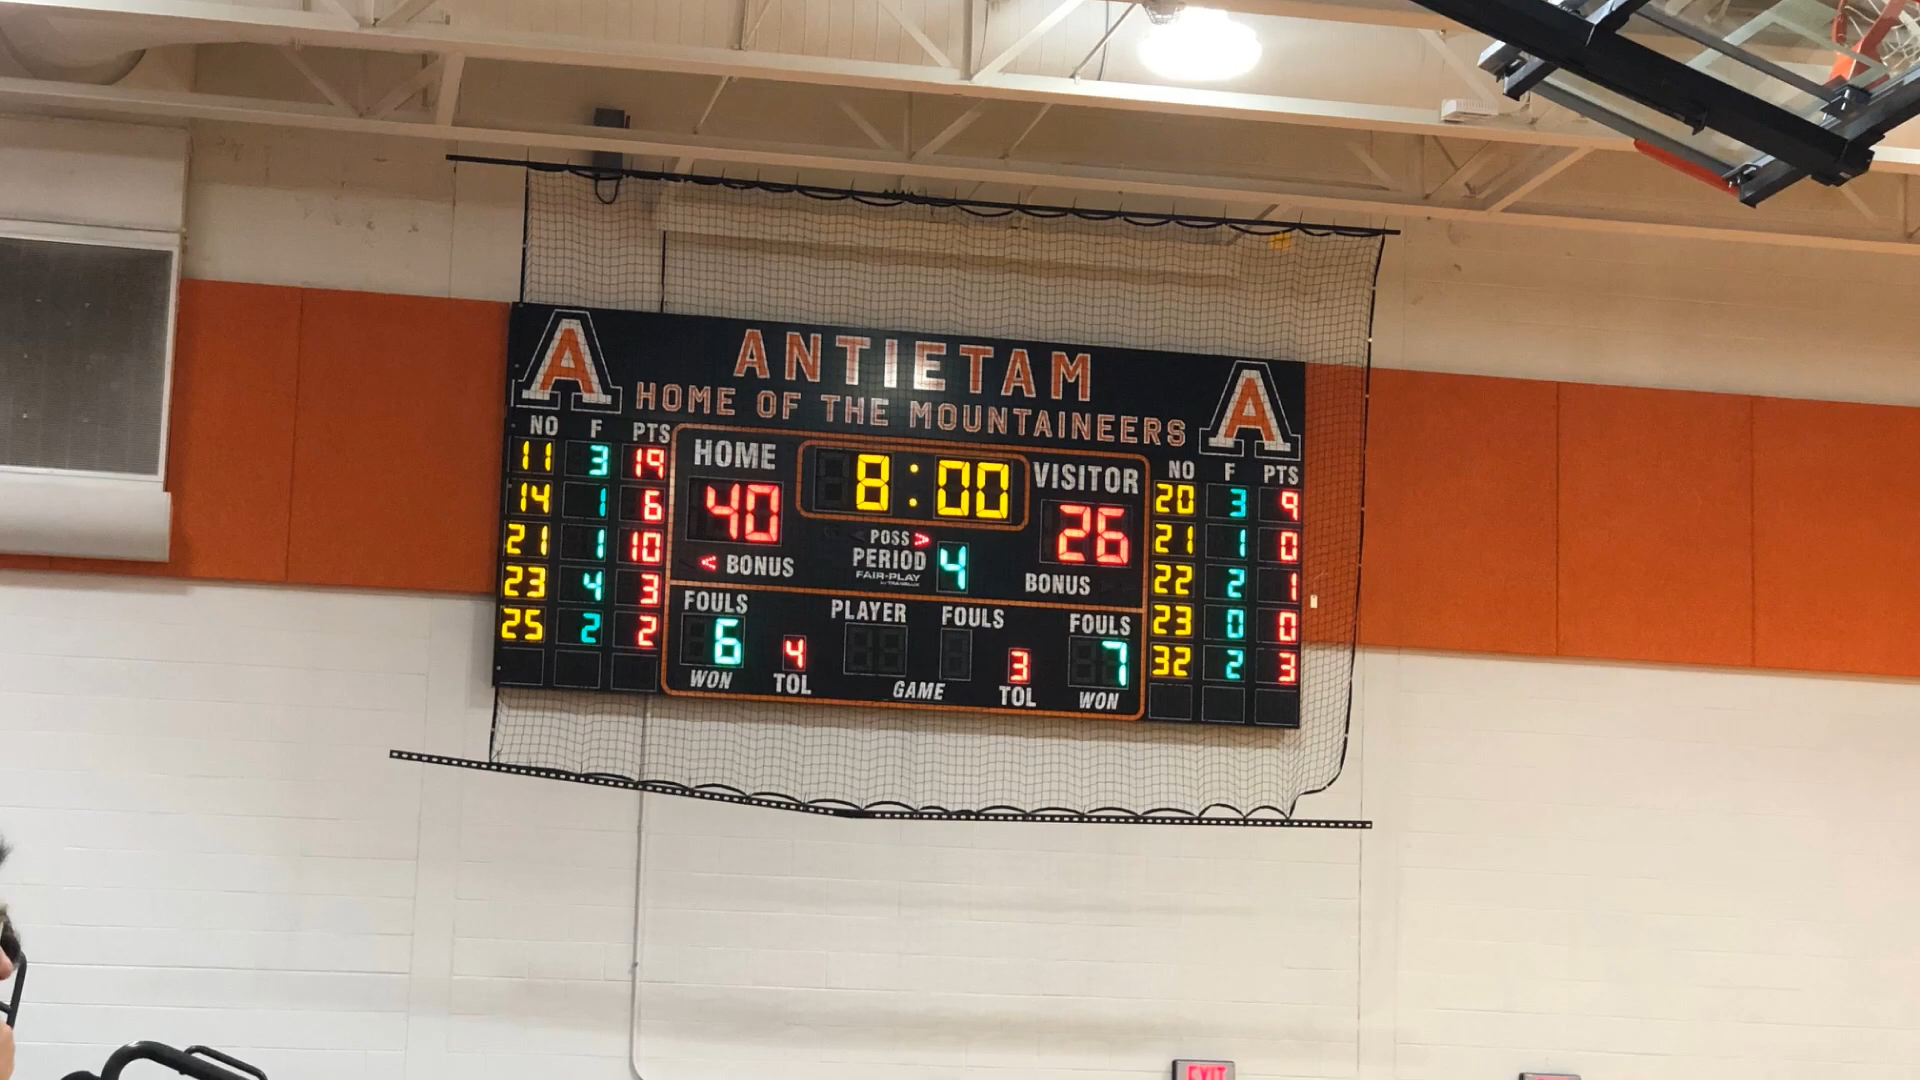 A ANTIETAM A
HOME OF THE MOUNTAINEERS
NO F PTS
11 3 19
14 1 6
21 1 10
23 4 3
25 2 2
HOME
40
< BONUS
8:00
POSS >
PERIOD 4
FAIR-PLAY
VISITOR
26
BONUS
FOULS
6
WON
4
TOL
PLAYER FOULS
GAME
3
TOL
FOULS
7
WON
NO F PTS
20 3 9
21 1 0
22 2 1
23 0 0
32 2 3
EXIT